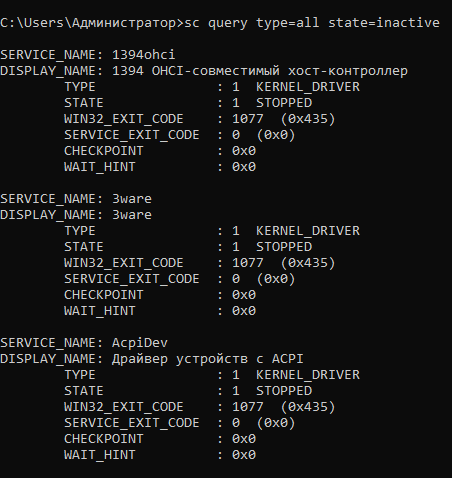 C:\Users\Администратор>sc query type=all state=inactive
SERVICE_NAME: 1394ohci
DISPLAY_NAME: 1394 OHCI-совместимый хост-контроллер
TYPE : 1 KERNEL_DRIVER
STATE : 1 STOPPED
WIN32_EXIT_CODE : 1077 (0x435)
SERVICE_EXIT_CODE : 0 (0x0)
CHECKPOINT : 0x0
WAIT_HINT : 0x0
SERVICE_NAME: 3ware
DISPLAY_NAME: 3ware
TYPE : 1 KERNEL_DRIVER
STATE : 1 STOPPED
WIN32_EXIT_CODE : 1077 (0x435)
SERVICE_EXIT_CODE : 0 (0x0)
CHECKPOINT : 0x0
WAIT_HINT : 0x0
SERVICE_NAME: AcpiDev
DISPLAY_NAME: Драйвер устройств с ACPI
TYPE : 1 KERNEL_DRIVER
STATE : 1 STOPPED
WIN32_EXIT_CODE : 1077 (0x435)
SERVICE_EXIT_CODE : 0 (0x0)
CHECKPOINT : 0x0
WAIT_HINT : 0x0